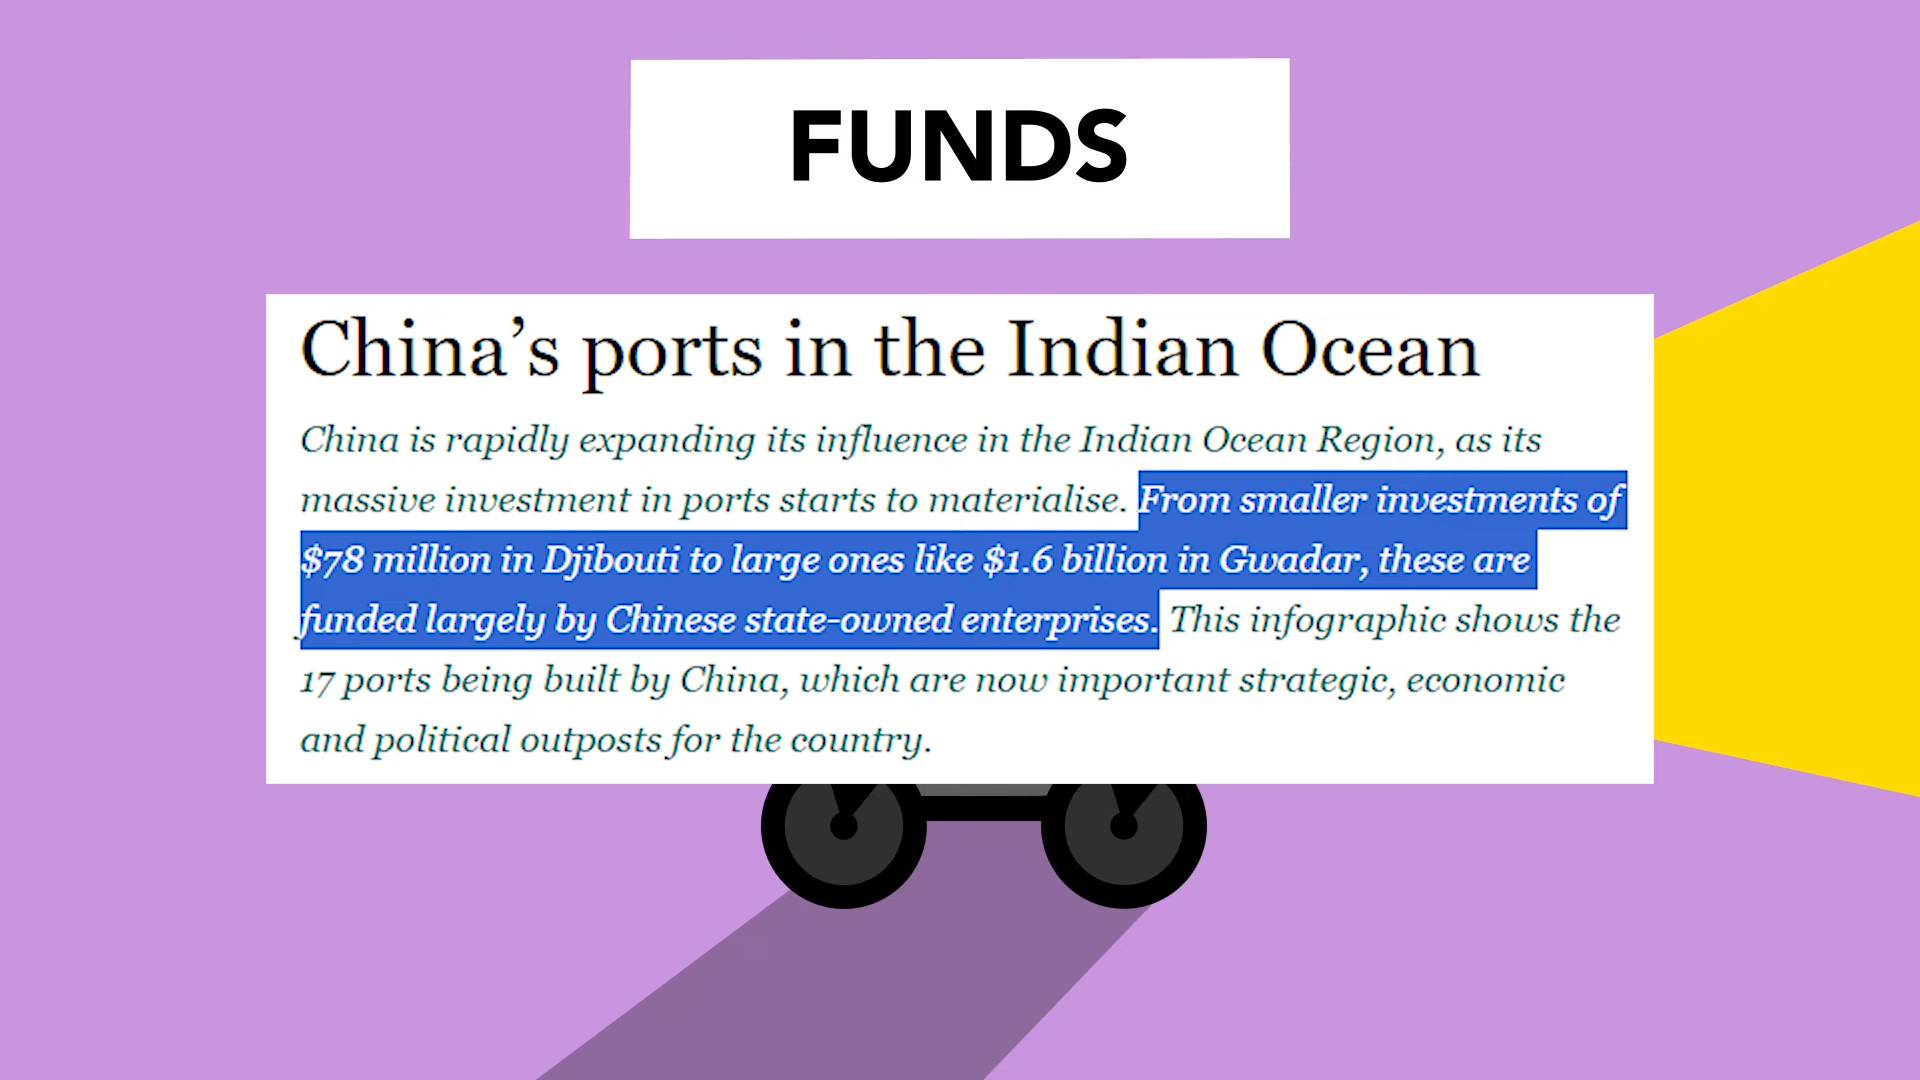 FUNDS
China’s ports in the Indian Ocean
China is rapidly expanding its influence in the Indian Ocean Region, as its
massive investment in ports starts to materialise. From smaller investments of
$78 million in Djibouti to large ones like $1.6 billion in Gwadar, these are
funded largely by Chinese state-owned enterprises. This infographic shows the
17 ports being built by China, which are now important strategic, economic
and political outposts for the country.